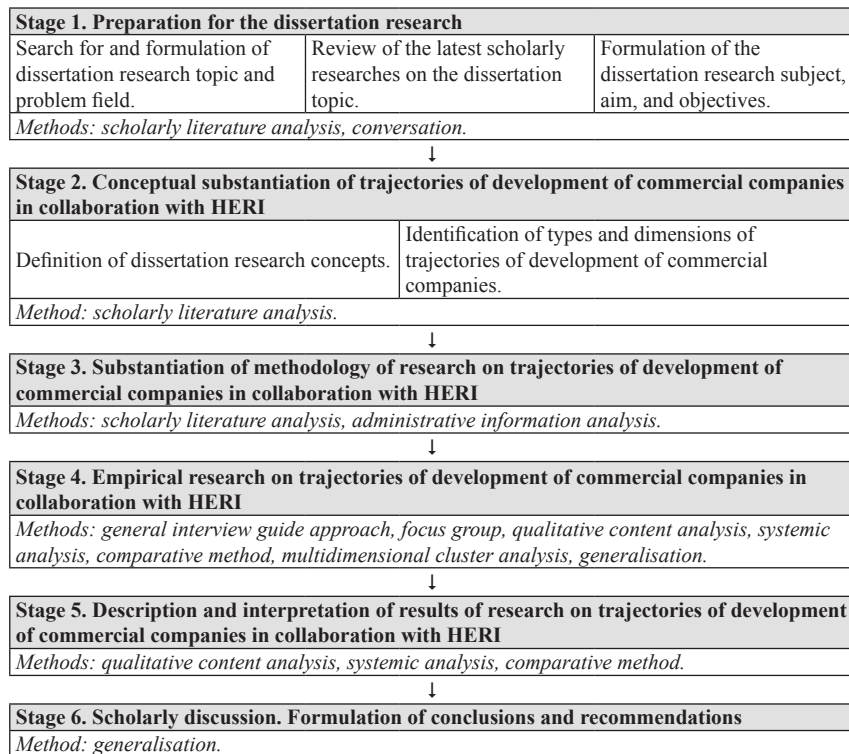 Stage 1. Preparation for the dissertation research
Search for and formulation of
dissertation research topic and
problem field.
Review of the latest scholarly
researches on the dissertation
topic.
Formulation of the
dissertation research subject,
aim, and objectives.
Methods: scholarly literature analysis, conversation.
↓
Stage 2. Conceptual substantiation of trajectories of development of commercial companies
in collaboration with HERI
Definition of dissertation research concepts.
Identification of types and dimensions of
trajectories of development of commercial
companies.
Method: scholarly literature analysis.
↓
Stage 3. Substantiation of methodology of research on trajectories of development of
commercial companies in collaboration with HERI
Methods: scholarly literature analysis, administrative information analysis.
↓
Stage 4. Empirical research on trajectories of development of commercial companies in
collaboration with HERI
Methods: general interview guide approach, focus group, qualitative content analysis, systemic
analysis, comparative method, multidimensional cluster analysis, generalisation.
↓
Stage 5. Description and interpretation of results of research on trajectories of development
of commercial companies in collaboration with HERI
Methods: qualitative content analysis, systemic analysis, comparative method.
↓
Stage 6. Scholarly discussion. Formulation of conclusions and recommendations
Method: generalisation.